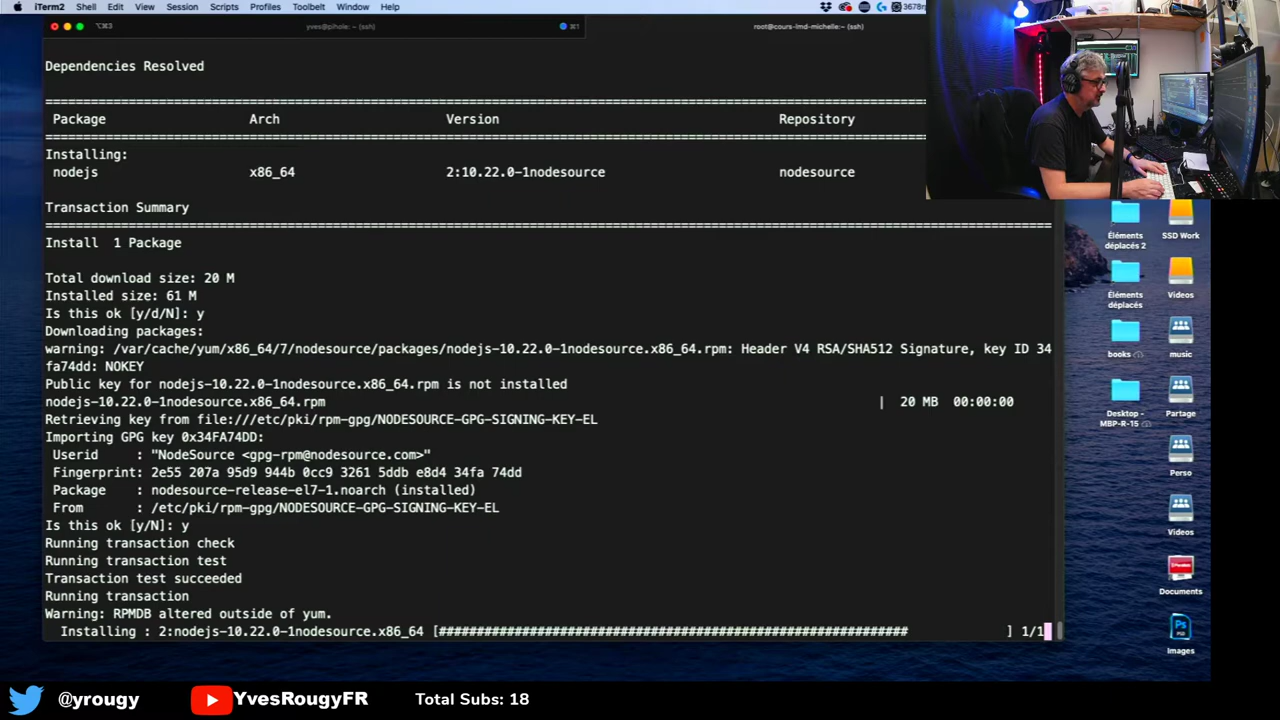 iTerm2 Shell Edit View Session Scripts Profiles Toolbelt Window Help
⌥⌘3 yves@pihole: ~ (ssh) ⌘1 root@cours-lmd-michelle:~ (ssh)
Dependencies Resolved
================================================================================
Package Arch Version Repository
================================================================================
Installing:
nodejs x86_64 2:10.22.0-1nodesource nodesource
Transaction Summary
================================================================================
Install 1 Package
Total download size: 20 M
Installed size: 61 M
Is this ok [y/d/N]: y
Downloading packages:
warning: /var/cache/yum/x86_64/7/nodesource/packages/nodejs-10.22.0-1nodesource.x86_64.rpm: Header V4 RSA/SHA512 Signature, key ID 34
fa74dd: NOKEY
Public key for nodejs-10.22.0-1nodesource.x86_64.rpm is not installed
nodejs-10.22.0-1nodesource.x86_64.rpm | 20 MB 00:00:00
Retrieving key from file:///etc/pki/rpm-gpg/NODESOURCE-GPG-SIGNING-KEY-EL
Importing GPG key 0x34FA74DD:
Userid : "NodeSource <gpg-rpm@nodesource.com>"
Fingerprint: 2e55 207a 95d9 944b 0cc9 3261 5ddb e8d4 34fa 74dd
Package : nodesource-release-el7-1.noarch (installed)
From : /etc/pki/rpm-gpg/NODESOURCE-GPG-SIGNING-KEY-EL
Is this ok [y/N]: y
Running transaction check
Running transaction test
Transaction test succeeded
Running transaction
Warning: RPMDB altered outside of yum.
Installing : 2:nodejs-10.22.0-1nodesource.x86_64 [############################################################## ] 1/1
Éléments déplacés 2
SSD Work
Éléments déplacés
Videos
books
music
Desktop - MBP-R-15
Partage
Perso
Videos
Documents
Images
@yrougy YvesRougyFR Total Subs: 18